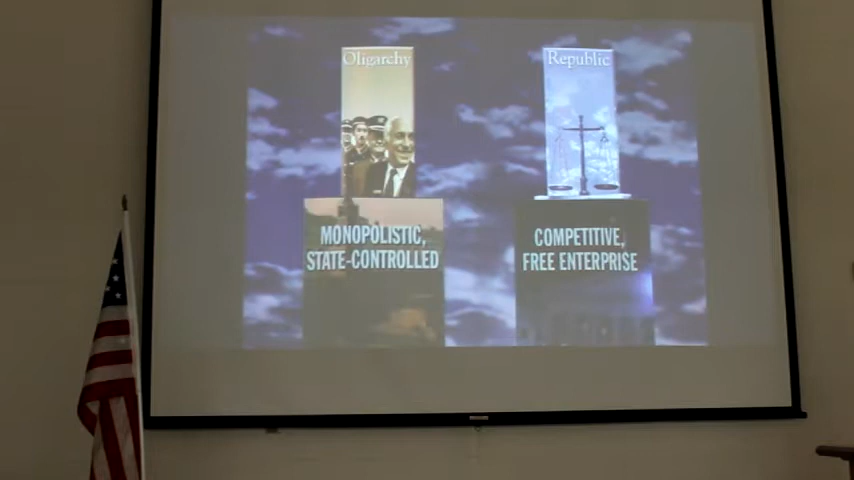 Oligarchy
Republic
MONOPOLISTIC,
STATE-CONTROLLED
COMPETITIVE,
FREE ENTERPRISE